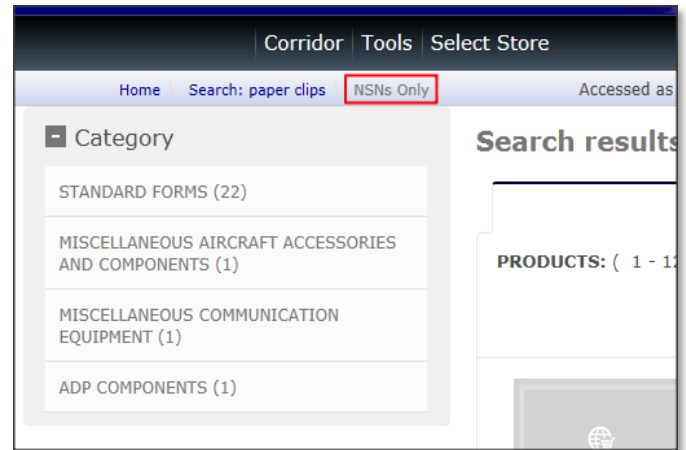 Corridor Tools Select Store
Home Search: paper clips NSNs Only Accessed as
Category
Search results
STANDARD FORMS (22)
MISCELLANEOUS AIRCRAFT ACCESSORIES
AND COMPONENTS (1)
PRODUCTS: ( 1 - 12
MISCELLANEOUS COMMUNICATION
EQUIPMENT (1)
ADP COMPONENTS (1)